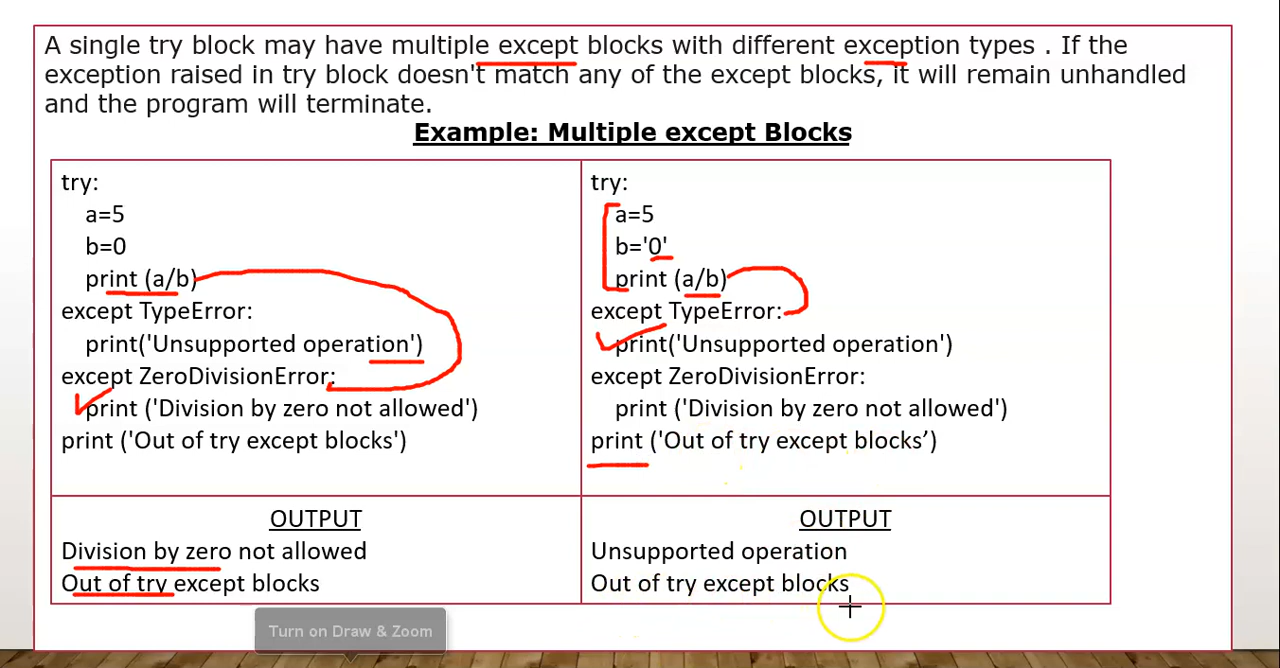 A single try block may have multiple except blocks with different exception types . If the
exception raised in try block doesn't match any of the except blocks, it will remain unhandled
and the program will terminate.
Example: Multiple except Blocks
try:
a=5
b=0
print (a/b)
except TypeError:
print('Unsupported operation')
except ZeroDivisionError:
print ('Division by zero not allowed')
print ('Out of try except blocks')
try:
a=5
b='0'
print (a/b)
except TypeError:
print('Unsupported operation')
except ZeroDivisionError:
print ('Division by zero not allowed')
print ('Out of try except blocks’)
OUTPUT
Division by zero not allowed
Out of try except blocks
OUTPUT
Unsupported operation
Out of try except blocks
Turn on Draw & Zoom